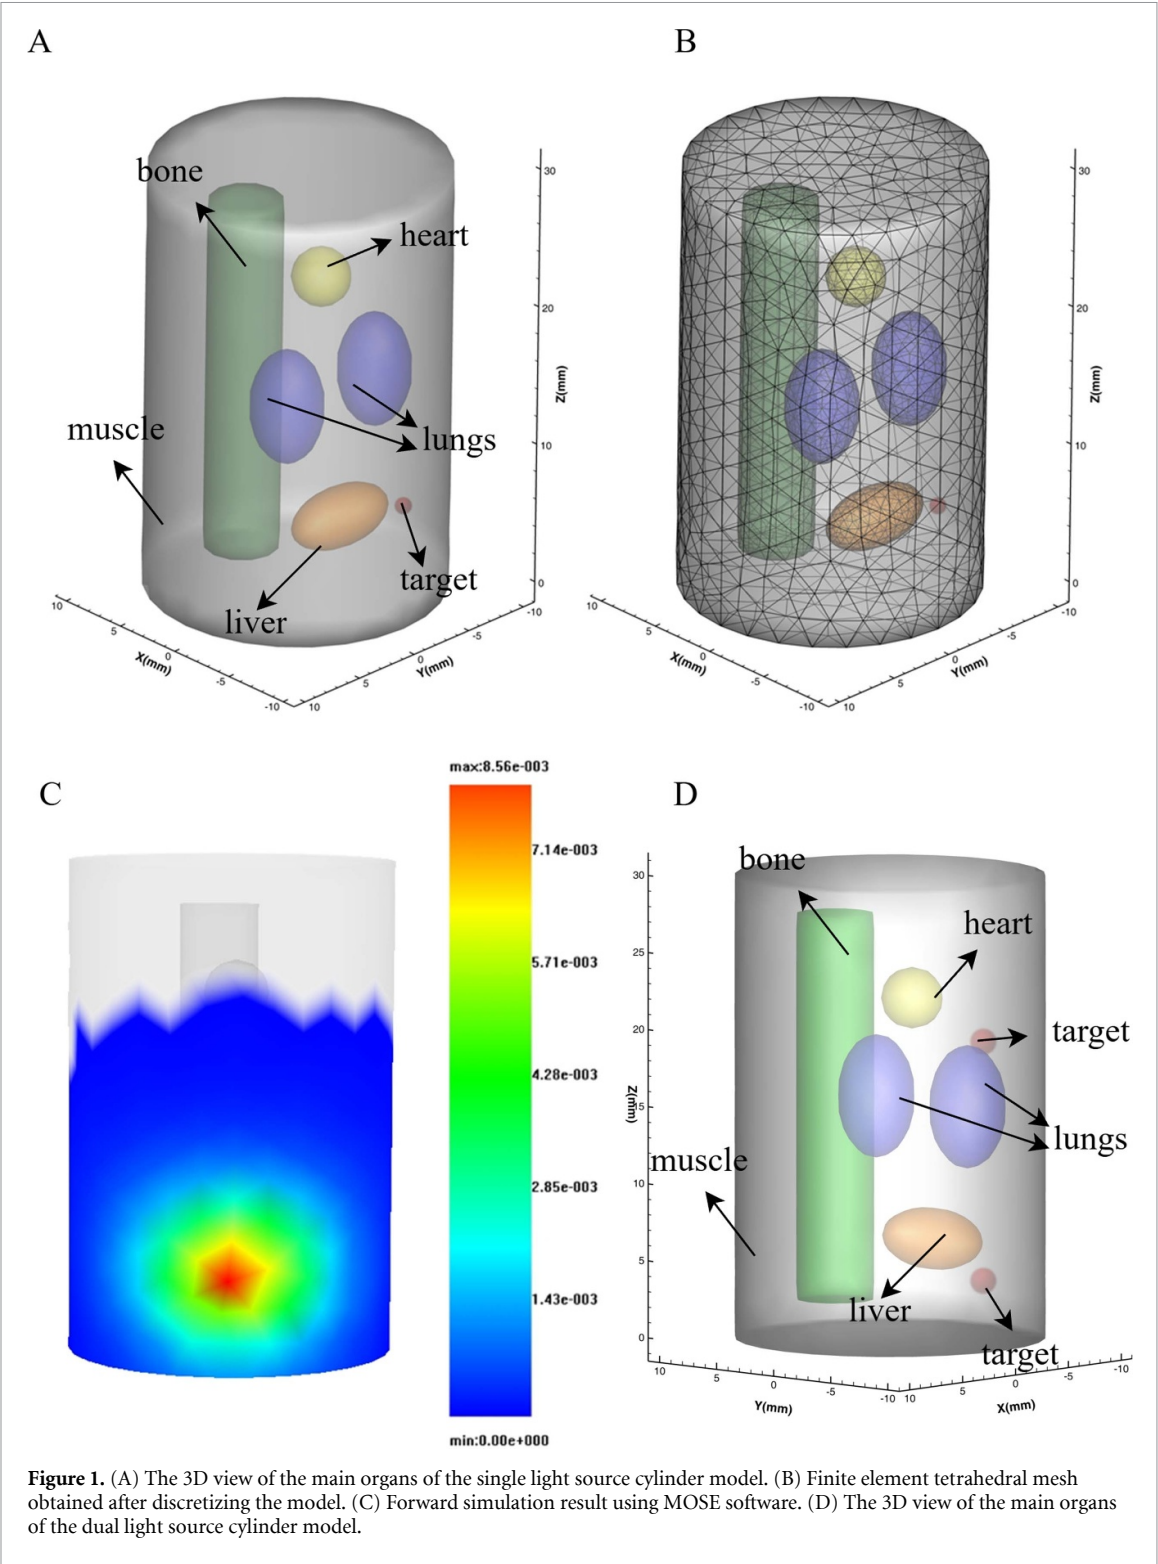 A
bone
heart
muscle
lungs
target
liver
30
20
10
0
Z(mm)
10
5
0
-5
-10
X(mm)
10
5
0
-5
-10
Y(mm)
B
30
20
10
0
Z(mm)
10
5
0
-5
-10
X(mm)
10
5
0
-5
-10
Y(mm)
C
max:8.56e-003
7.14e-003
5.71e-003
4.28e-003
2.85e-003
1.43e-003
min:0.00e+000
D
bone
heart
target
lungs
muscle
liver
target
30
25
20
15
10
5
0
Z(mm)
10
5
0
-5
-10
Y(mm)
10
5
0
-5
-10
X(mm)
Figure 1. (A) The 3D view of the main organs of the single light source cylinder model. (B) Finite element tetrahedral mesh
obtained after discretizing the model. (C) Forward simulation result using MOSE software. (D) The 3D view of the main organs
of the dual light source cylinder model.